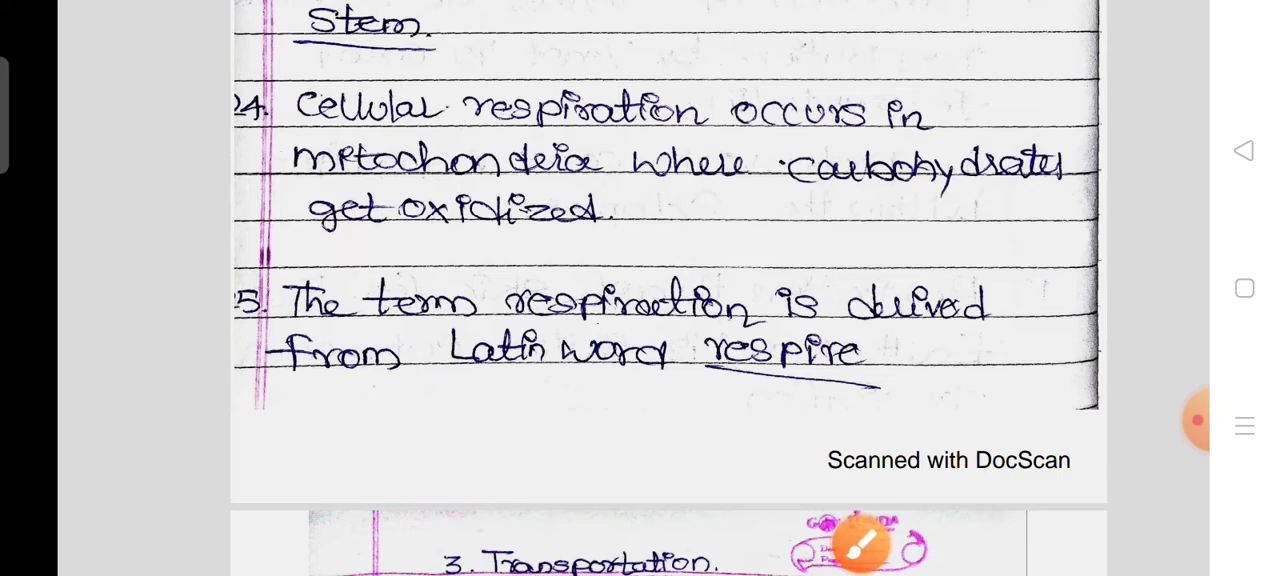 Stem.
24. Cellular respiration occurs in
mitochondria where carbohydrates
get oxidized.
5. The term respiration is derived
from Latin word respire
Scanned with DocScan
3. Transportation.